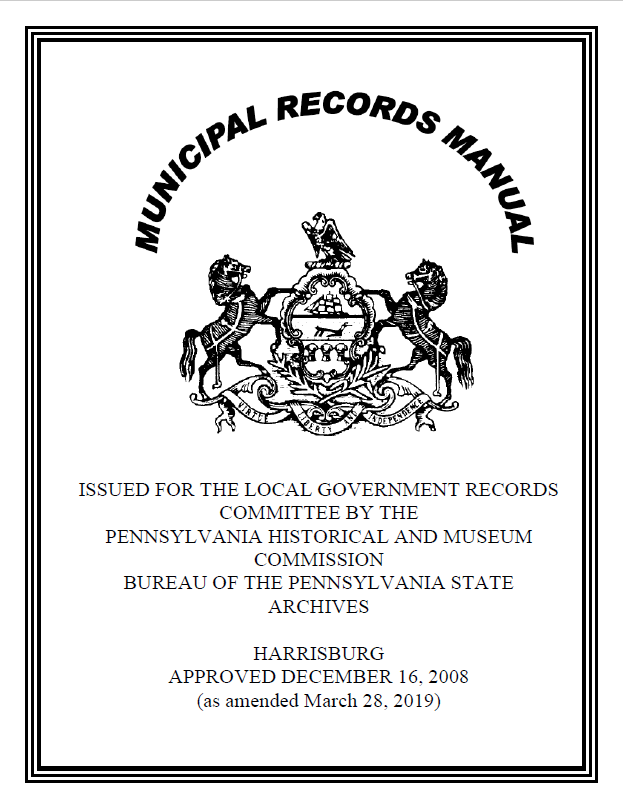 MUNICIPAL RECORDS MANUAL
VIRTUE LIBERTY AND INDEPENDENCE
ISSUED FOR THE LOCAL GOVERNMENT RECORDS
COMMITTEE BY THE
PENNSYLVANIA HISTORICAL AND MUSEUM
COMMISSION
BUREAU OF THE PENNSYLVANIA STATE
ARCHIVES
HARRISBURG
APPROVED DECEMBER 16, 2008
(as amended March 28, 2019)